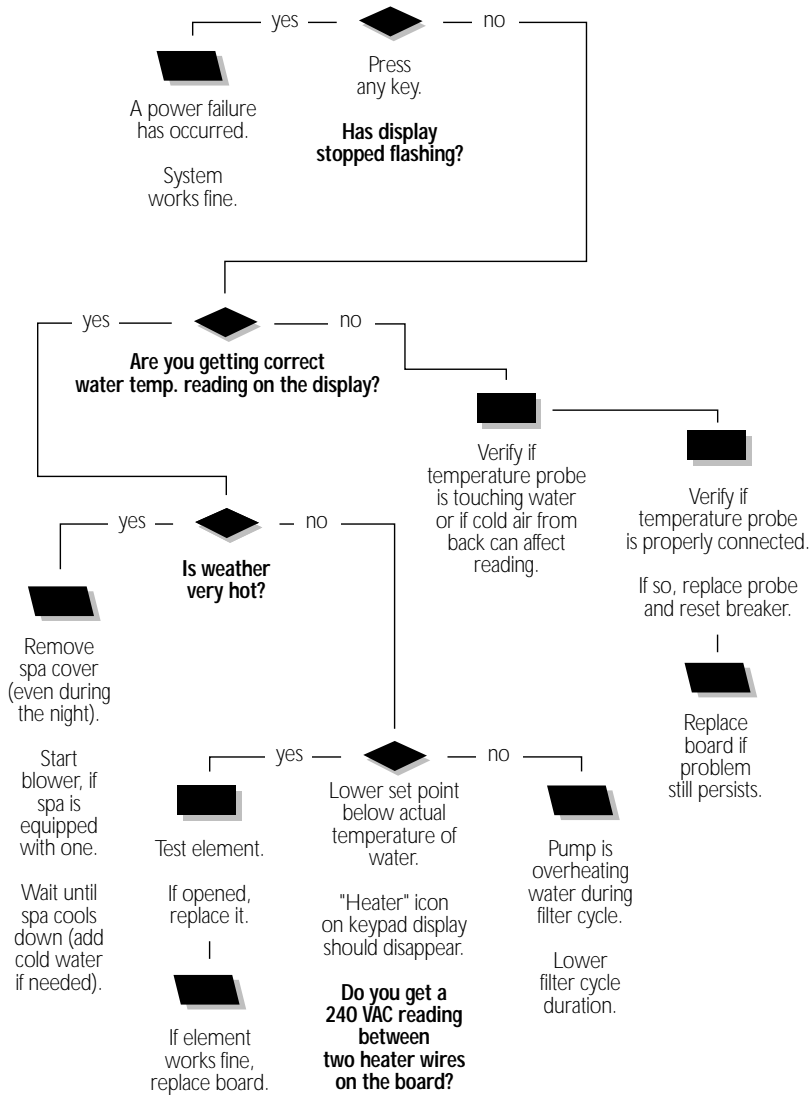 yes
no
Press
any key.
Has display
stopped flashing?
A power failure
has occurred.
System
works fine.
yes
no
Are you getting correct
water temp. reading on the display?
Verify if
temperature probe
is touching water
or if cold air from
back can affect
reading.
Verify if
temperature probe
is properly connected.
If so, replace probe
and reset breaker.
Replace
board if
problem
still persists.
yes
no
Is weather
very hot?
Remove
spa cover
(even during
the night).
Start
blower, if
spa is
equipped
with one.
Wait until
spa cools
down (add
cold water
if needed).
yes
no
Lower set point
below actual
temperature of
water.
"Heater" icon
on keypad display
should disappear.
Do you get a
240 VAC reading
between
two heater wires
on the board?
Test element.
If opened,
replace it.
If element
works fine,
replace board.
Pump is
overheating
water during
filter cycle.
Lower
filter cycle
duration.